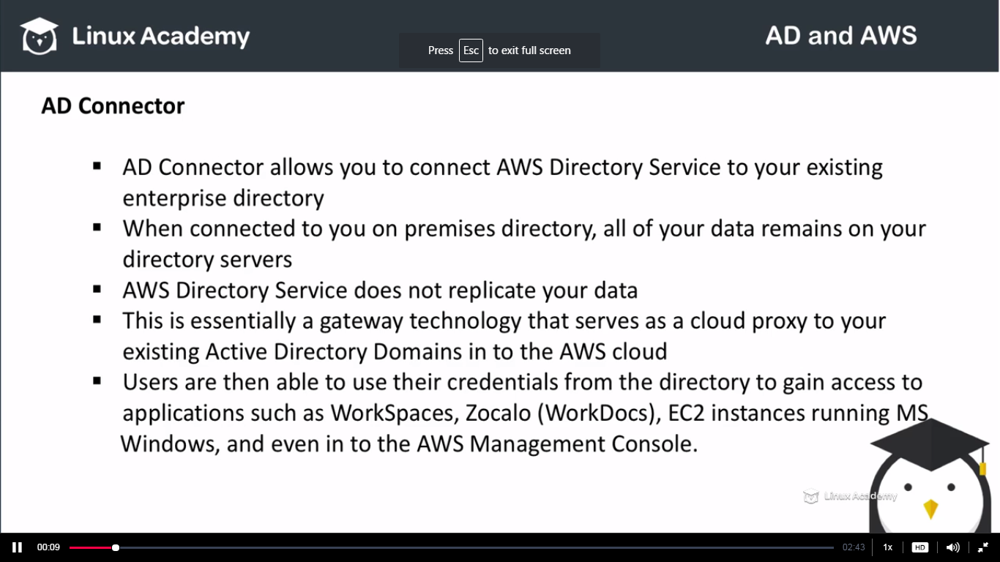 Linux Academy
AD and AWS
Press Esc to exit full screen
AD Connector
▪ AD Connector allows you to connect AWS Directory Service to your existing
enterprise directory
▪ When connected to you on premises directory, all of your data remains on your
directory servers
▪ AWS Directory Service does not replicate your data
▪ This is essentially a gateway technology that serves as a cloud proxy to your
existing Active Directory Domains in to the AWS cloud
▪ Users are then able to use their credentials from the directory to gain access to
applications such as WorkSpaces, Zocalo (WorkDocs), EC2 instances running MS
Windows, and even in to the AWS Management Console.
Linux Academy
00:09
02:43
1x
HD